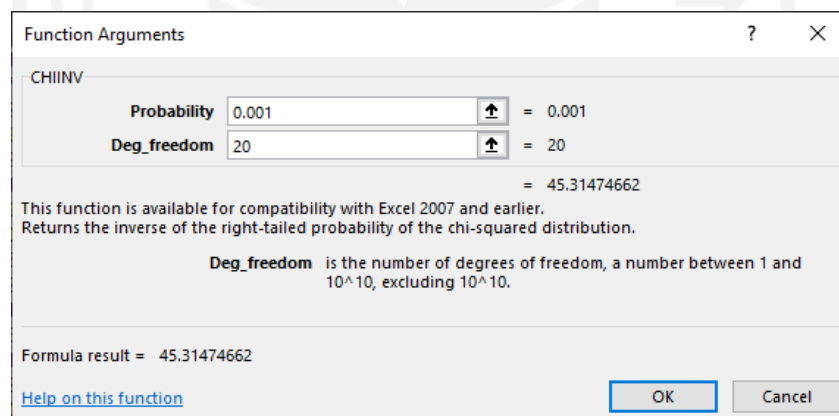 Function Arguments ? ×
CHIINV
Probability 0.001 = 0.001
Deg_freedom 20 = 20
= 45.31474662
This function is available for compatibility with Excel 2007 and earlier.
Returns the inverse of the right-tailed probability of the chi-squared distribution.
Deg_freedom is the number of degrees of freedom, a number between 1 and
10^10, excluding 10^10.
Formula result = 45.31474662
Help on this function OK Cancel